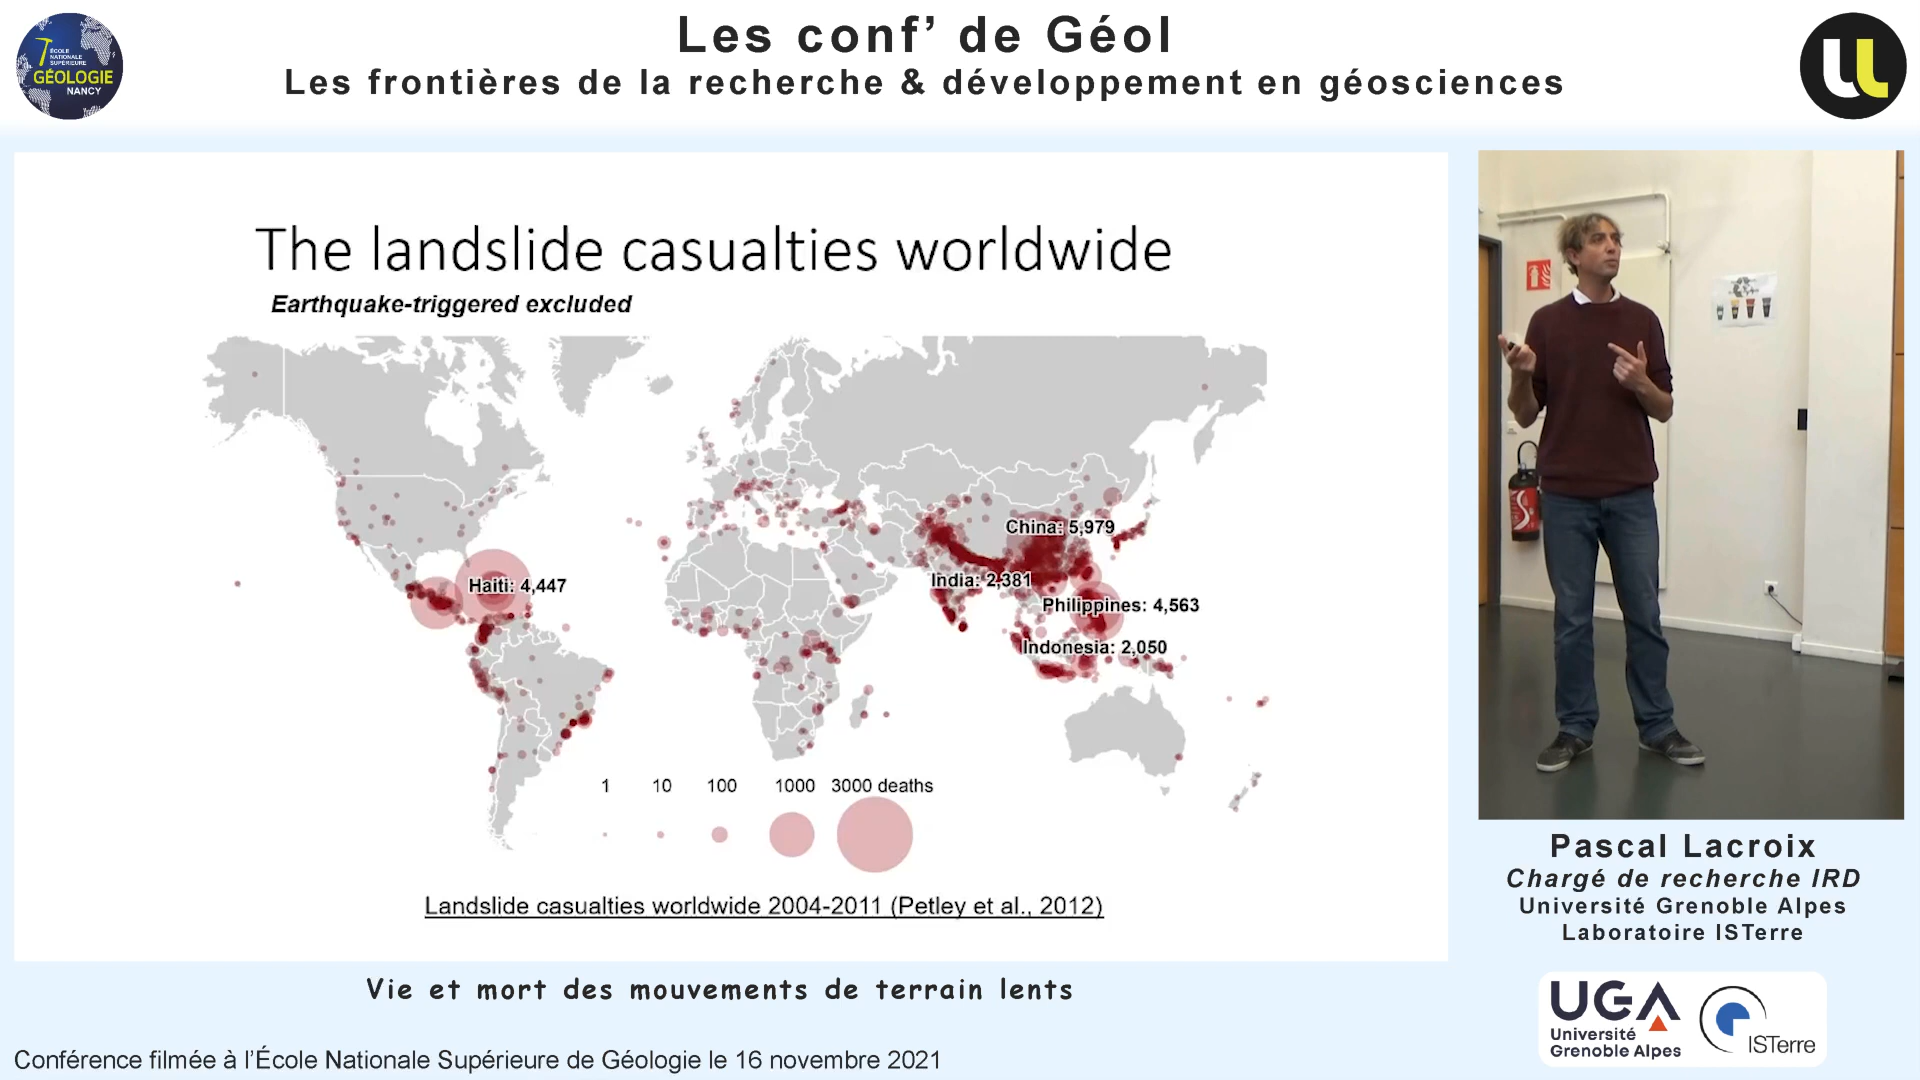 Les conf’ de Géol
Les frontières de la recherche & développement en géosciences
ÉCOLE
NATIONALE
SUPÉRIEURE
GÉOLOGIE
NANCY
The landslide casualties worldwide
Earthquake-triggered excluded
China: 5,979
Haiti: 4,447
India: 2,381
Philippines: 4,563
Indonesia: 2,050
1 10 100 1000 3000 deaths
Landslide casualties worldwide 2004-2011 (Petley et al., 2012)
Vie et mort des mouvements de terrain lents
Conférence filmée à l’École Nationale Supérieure de Géologie le 16 novembre 2021
Pascal Lacroix
Chargé de recherche IRD
Université Grenoble Alpes
Laboratoire ISTerre
UGA
Université
Grenoble Alpes
ISTerre